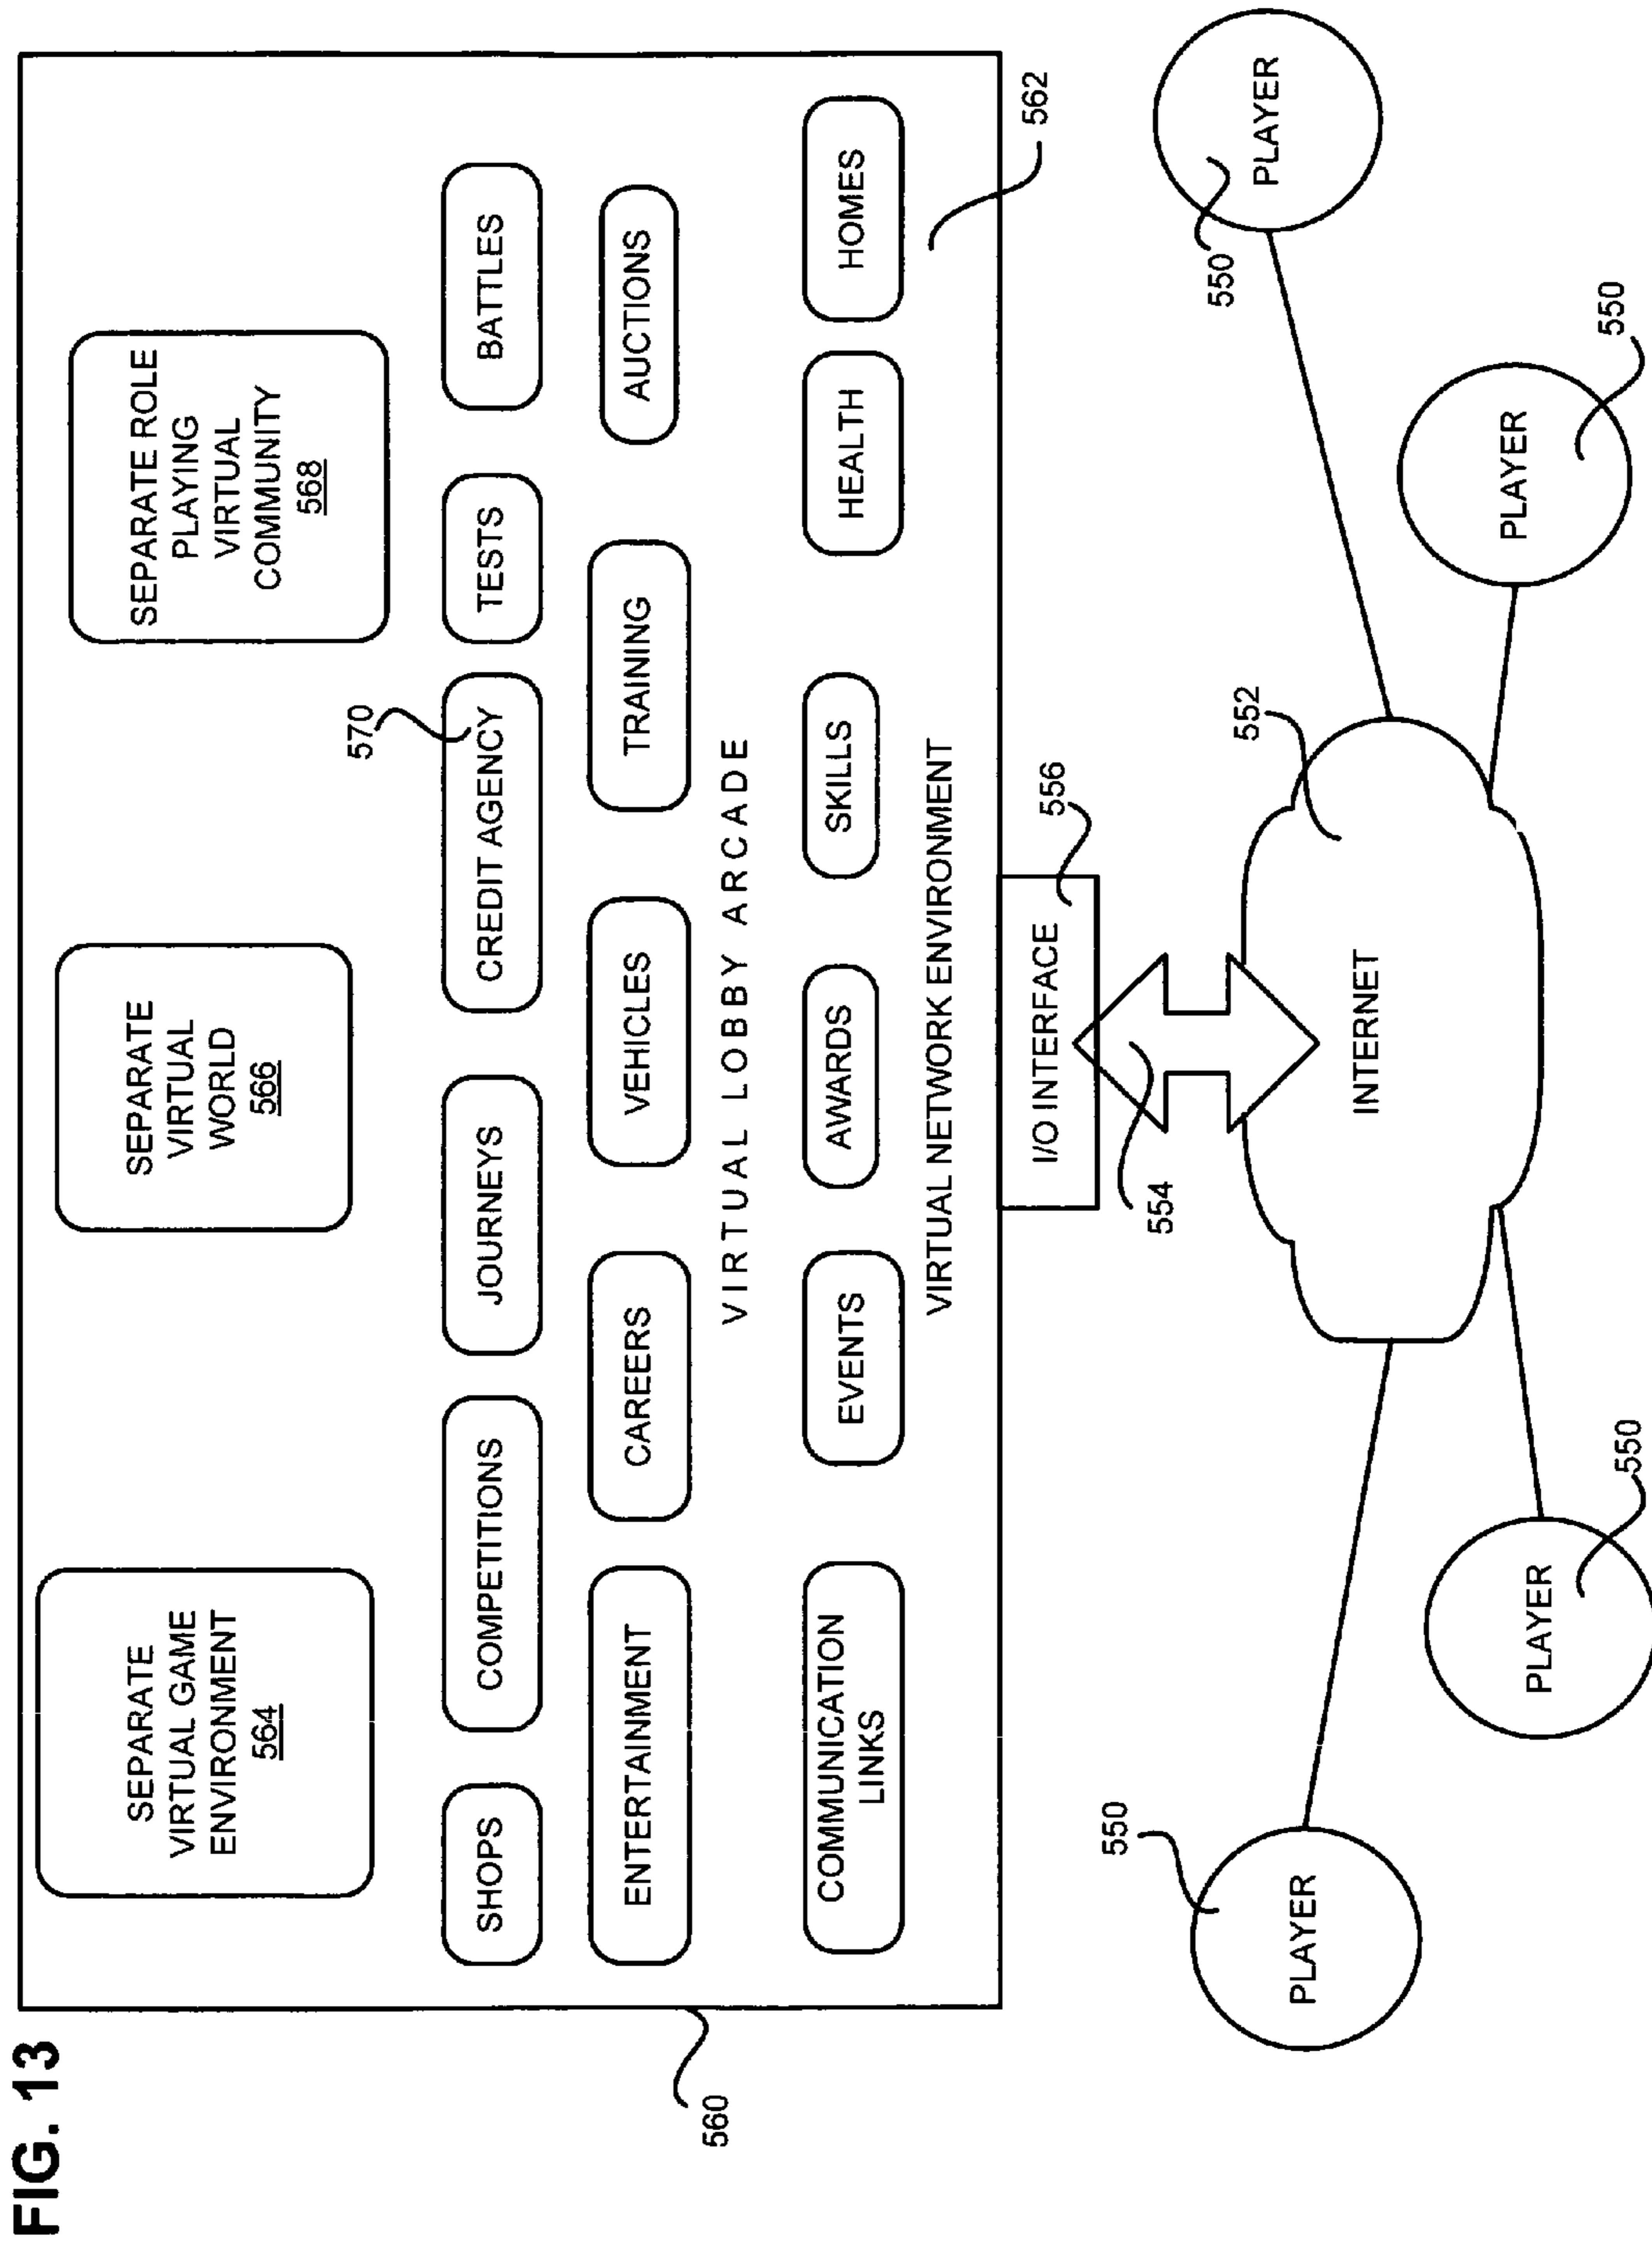 FIG. 13
SEPARATE
VIRTUAL GAME
ENVIRONMENT
564
SEPARATE
VIRTUAL
WORLD
566
SEPARATE ROLE
PLAYING
VIRTUAL
COMMUNITY
568
570
SHOPS
COMPETITIONS
JOURNEYS
CREDIT AGENCY
TESTS
BATTLES
ENTERTAINMENT
CAREERS
VEHICLES
TRAINING
AUCTIONS
560
VIRTUAL LOBBY ARCADE
COMMUNICATION
LINKS
EVENTS
AWARDS
SKILLS
HEALTH
HOMES
VIRTUAL NETWORK ENVIRONMENT
562
I/O INTERFACE
556
554
552
INTERNET
550
PLAYER
550
PLAYER
550
PLAYER
550
PLAYER